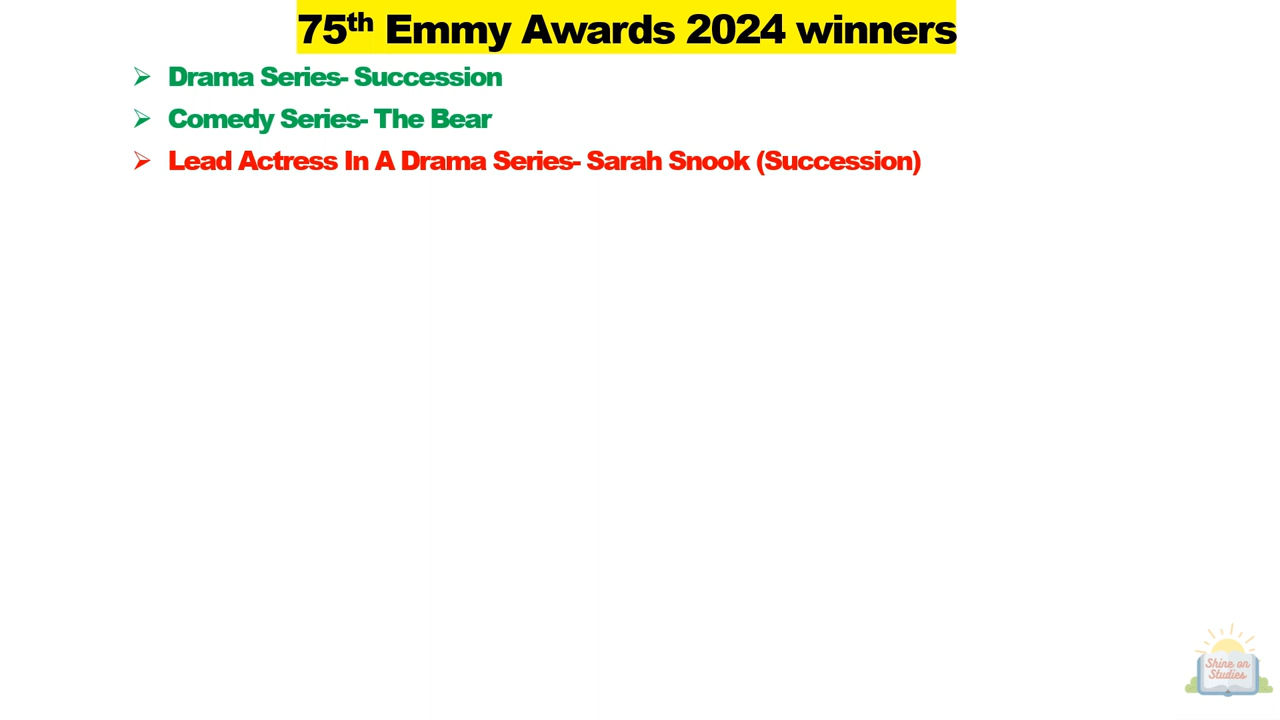 75th Emmy Awards 2024 winners
Drama Series- Succession
Comedy Series- The Bear
Lead Actress In A Drama Series- Sarah Snook (Succession)
Shine on
Studies